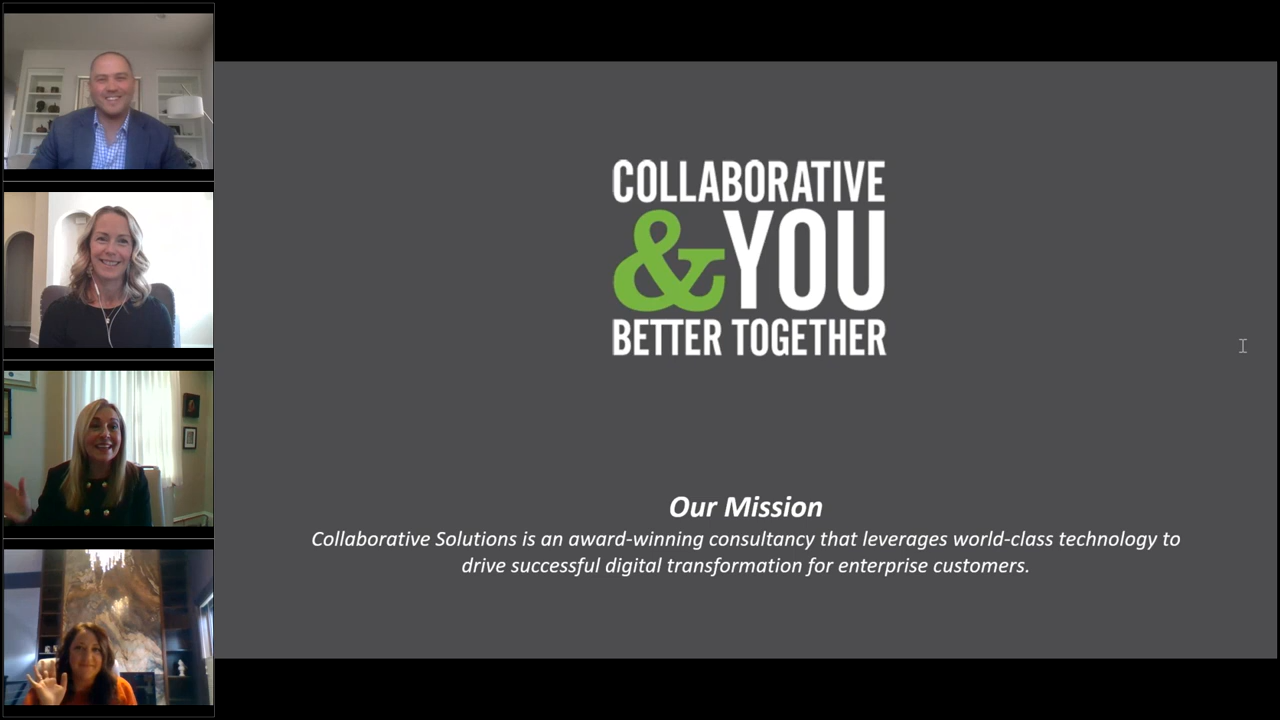 COLLABORATIVE
&YOU
BETTER TOGETHER
Our Mission
Collaborative Solutions is an award-winning consultancy that leverages world-class technology to
drive successful digital transformation for enterprise customers.